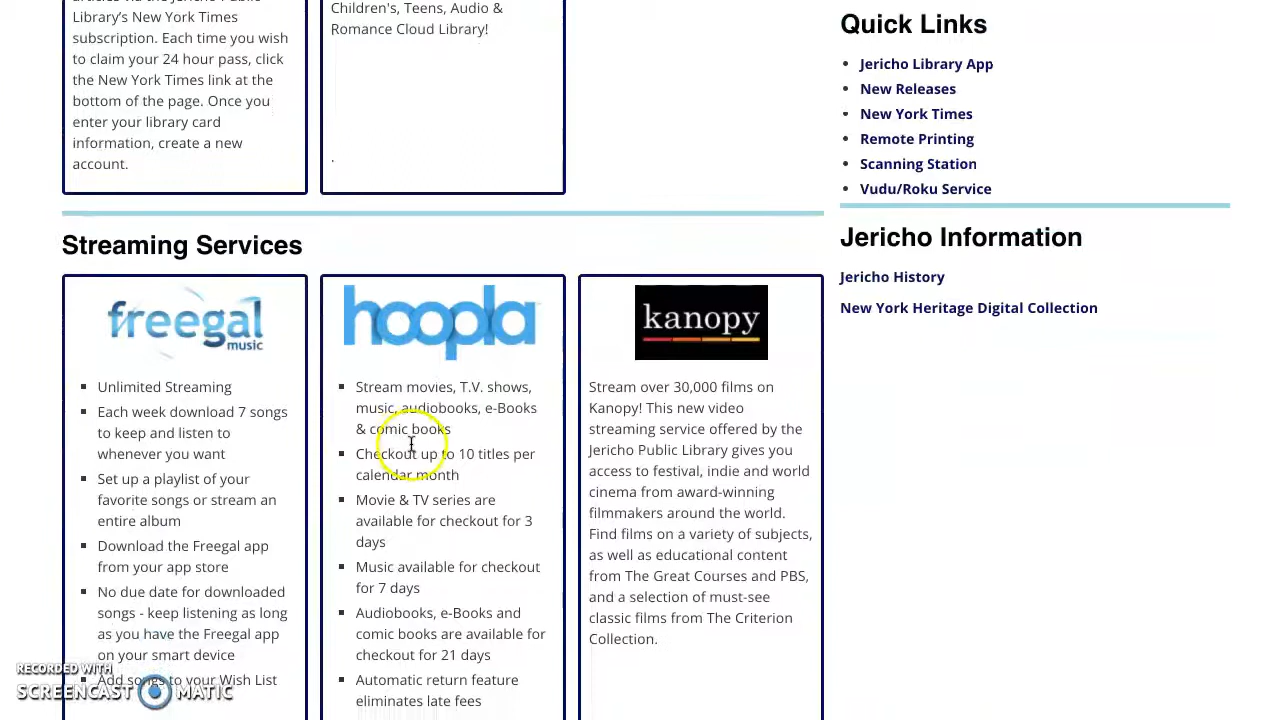 articles via the Jericho Public
Library's New York Times
subscription. Each time you wish
to claim your 24 hour pass, click
the New York Times link at the
bottom of the page. Once you
enter your library card
information, create a new
account.
Children's, Teens, Audio &
Romance Cloud Library!
.
Streaming Services
freegal
music
Unlimited Streaming
Each week download 7 songs
to keep and listen to
whenever you want
Set up a playlist of your
favorite songs or stream an
entire album
Download the Freegal app
from your app store
No due date for downloaded
songs - keep listening as long
as you have the Freegal app
on your smart device
Add songs to your Wish List
hoopla
Stream movies, T.V. shows,
music, audiobooks, e-Books
& comic books
Checkout up to 10 titles per
calendar month
Movie & TV series are
available for checkout for 3
days
Music available for checkout
for 7 days
Audiobooks, e-Books and
comic books are available for
checkout for 21 days
Automatic return feature
eliminates late fees
kanopy
Stream over 30,000 films on
Kanopy! This new video
streaming service offered by the
Jericho Public Library gives you
access to festival, indie and world
cinema from award-winning
filmmakers around the world.
Find films on a variety of subjects,
as well as educational content
from The Great Courses and PBS,
and a selection of must-see
classic films from The Criterion
Collection.
Quick Links
Jericho Library App
New Releases
New York Times
Remote Printing
Scanning Station
Vudu/Roku Service
Jericho Information
Jericho History
New York Heritage Digital Collection
RECORDED WITH
SCREENCAST MATIC